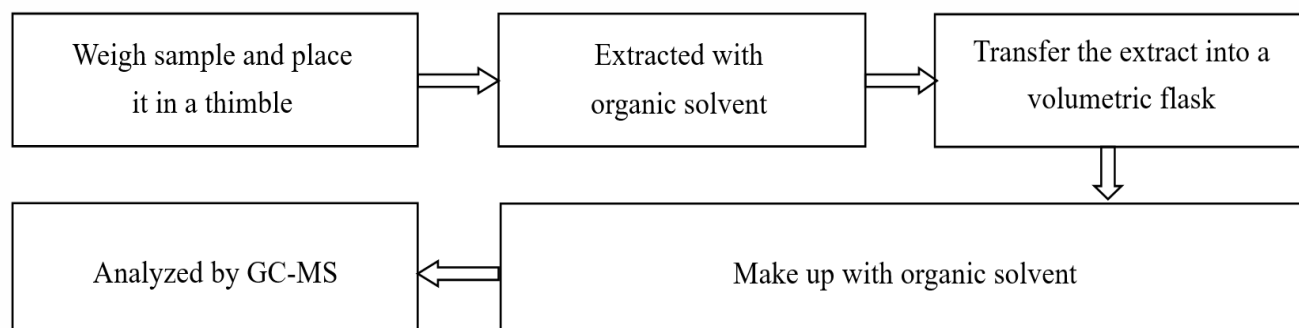 Weigh sample and place
it in a thimble
Extracted with
organic solvent
Transfer the extract into a
volumetric flask
Make up with organic solvent
Analyzed by GC-MS